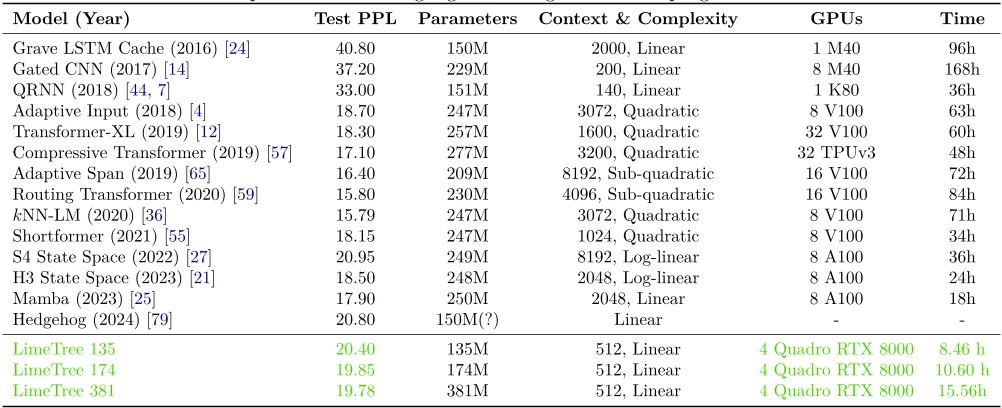 Model (Year) Test PPL Parameters Context & Complexity GPUs Time
Grave LSTM Cache (2016) [24] 40.80 150M 2000, Linear 1 M40 96h
Gated CNN (2017) [14] 37.20 229M 200, Linear 8 M40 168h
QRNN (2018) [44, 7] 33.00 151M 140, Linear 1 K80 36h
Adaptive Input (2018) [4] 18.70 247M 3072, Quadratic 8 V100 63h
Transformer-XL (2019) [12] 18.30 257M 1600, Quadratic 32 V100 60h
Compressive Transformer (2019) [57] 17.10 277M 3200, Quadratic 32 TPUv3 48h
Adaptive Span (2019) [65] 16.40 209M 8192, Sub-quadratic 16 V100 72h
Routing Transformer (2020) [59] 15.80 230M 4096, Sub-quadratic 16 V100 84h
kNN-LM (2020) [36] 15.79 247M 3072, Quadratic 8 V100 71h
Shortformer (2021) [55] 18.15 247M 1024, Quadratic 8 V100 34h
S4 State Space (2022) [27] 20.95 249M 8192, Log-linear 8 A100 36h
H3 State Space (2023) [21] 18.50 248M 2048, Log-linear 8 A100 24h
Mamba (2023) [25] 17.90 250M 2048, Linear 8 A100 18h
Hedgehog (2024) [79] 20.80 150M(?) Linear - -
LimeTree 135 20.40 135M 512, Linear 4 Quadro RTX 8000 8.46 h
LimeTree 174 19.85 174M 512, Linear 4 Quadro RTX 8000 10.60 h
LimeTree 381 19.78 381M 512, Linear 4 Quadro RTX 8000 15.56h